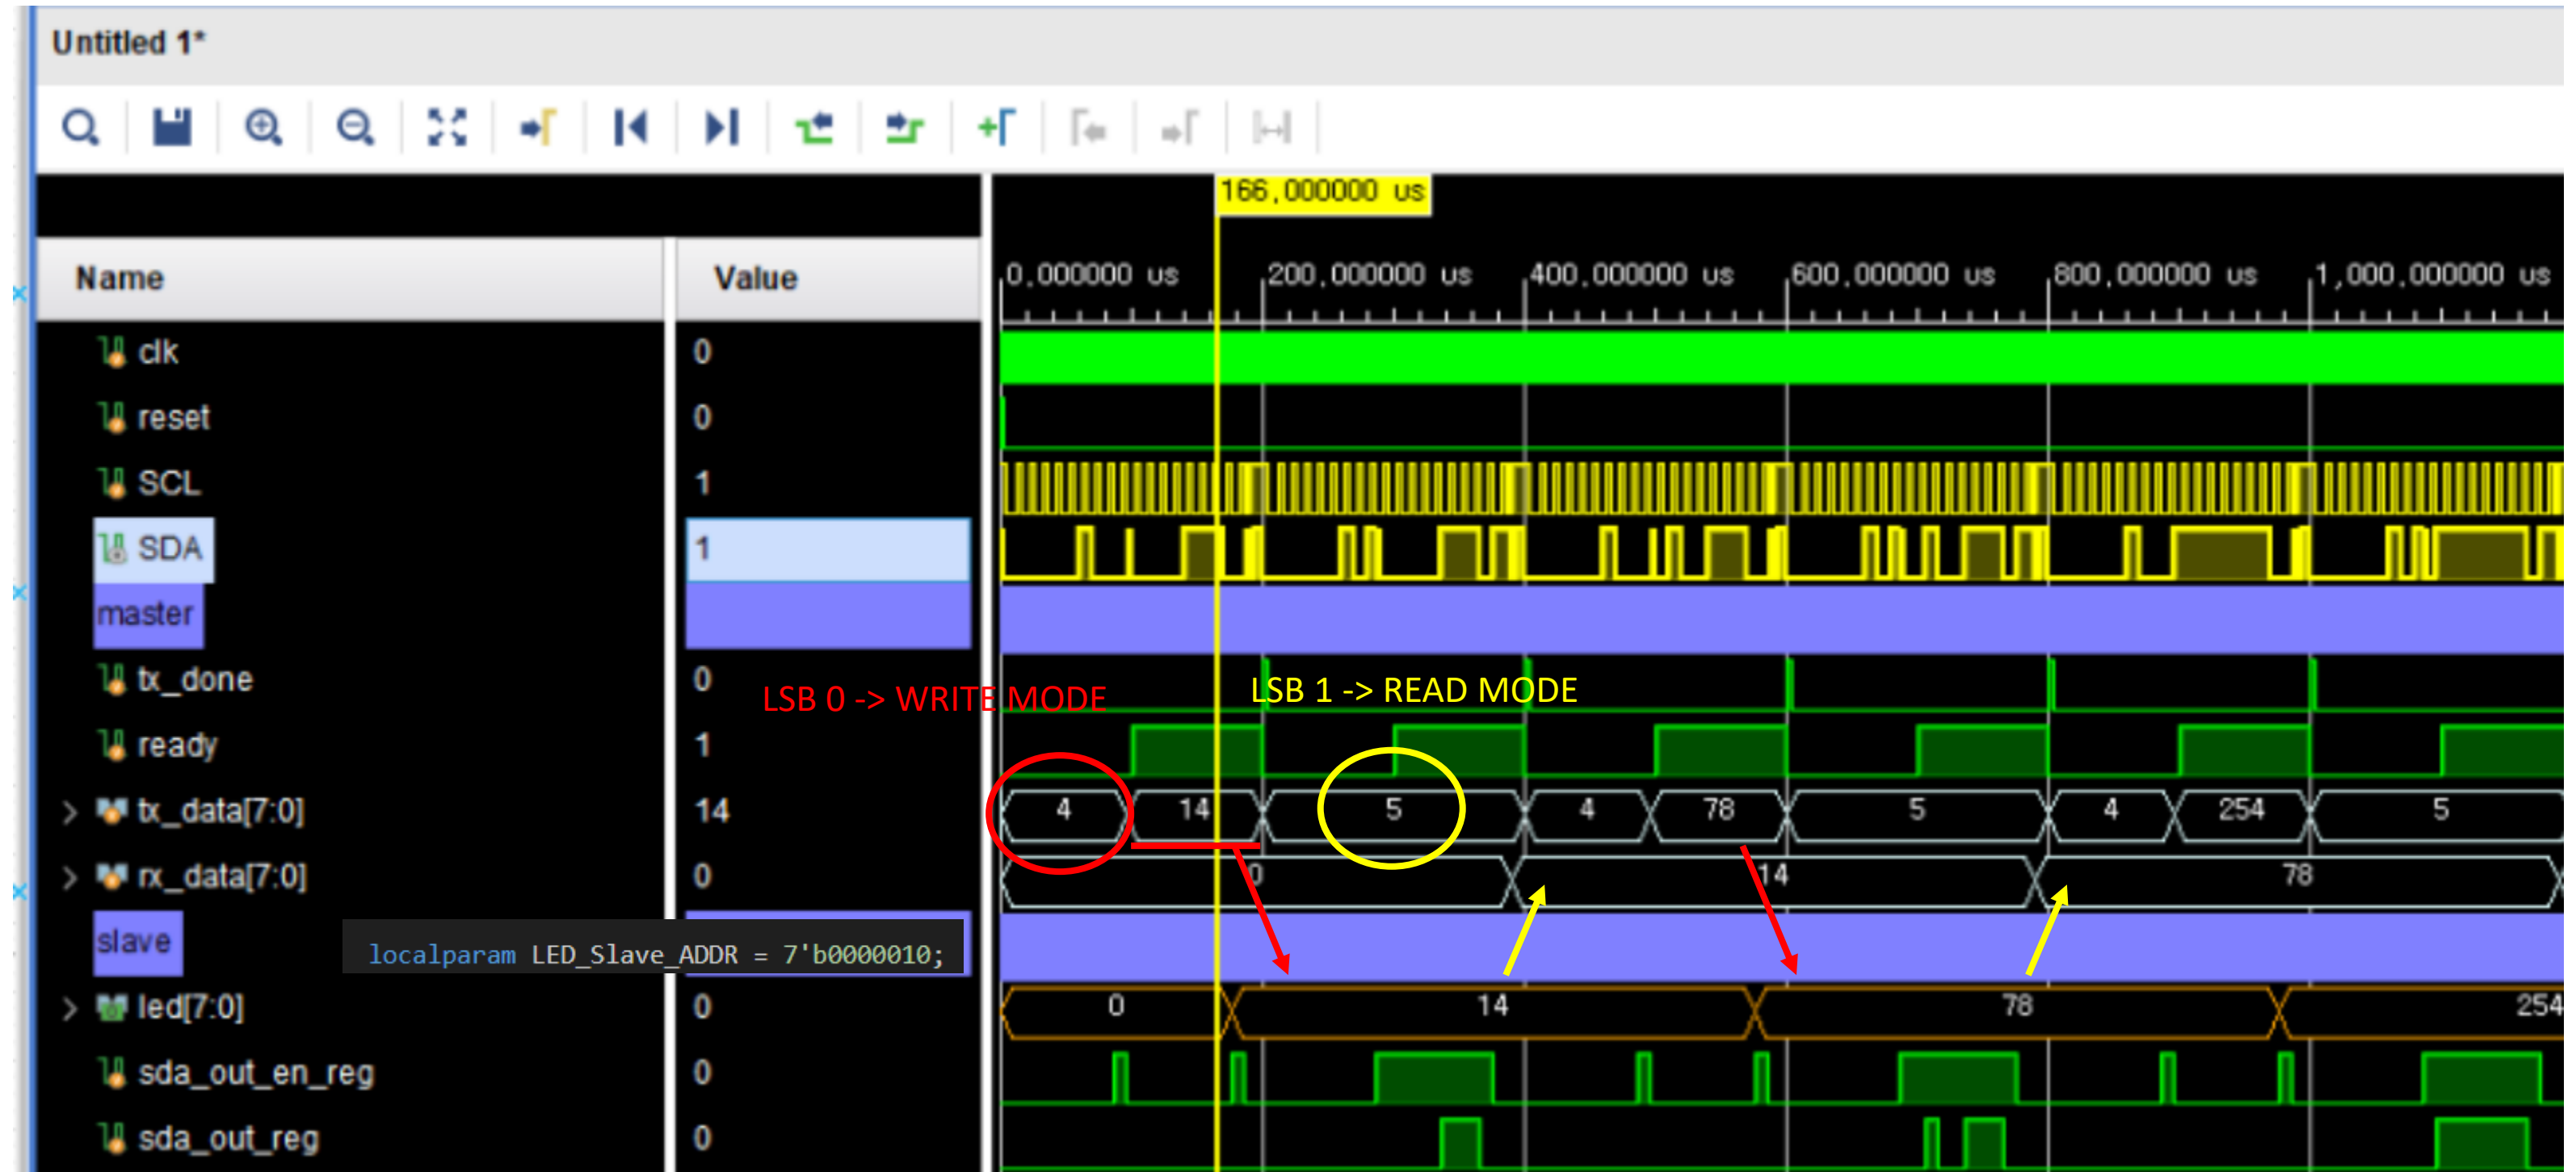 Untitled 1*
166,000000 us
Name Value
0,000000 us 200,000000 us 400,000000 us 600,000000 us 800,000000 us 1,000,000000 us
clk 0
reset 0
SCL 1
SDA 1
master
tx_done 0
LSB 0 -> WRITE MODE LSB 1 -> READ MODE
ready 1
tx_data[7:0] 14 4 14 5 4 78 5 4 254 5
rx_data[7:0] 0 0 14 78
slave
localparam LED_Slave_ADDR = 7'b0000010;
led[7:0] 0 0 14 78 254
sda_out_en_reg 0
sda_out_reg 0